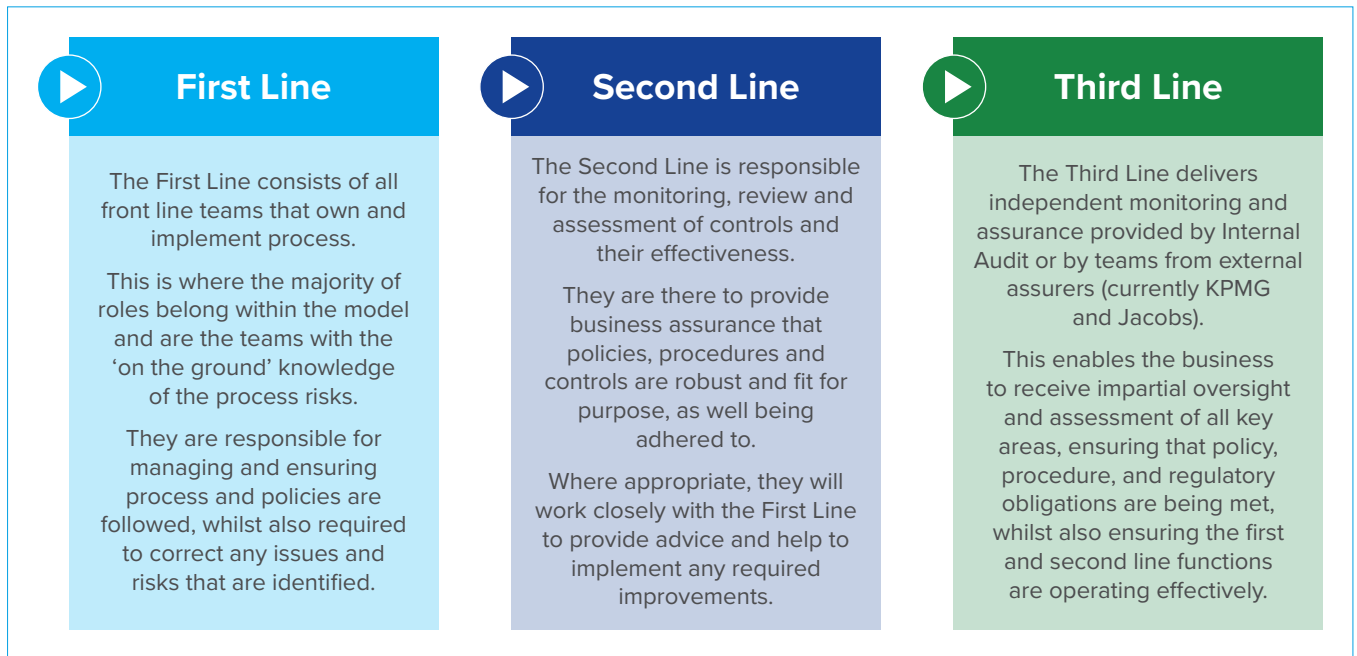 First Line
The First Line consists of all
front line teams that own and
implement process.
This is where the majority of
roles belong within the model
and are the teams with the
‘on the ground’ knowledge
of the process risks.
They are responsible for
managing and ensuring
process and policies are
followed, whilst also required
to correct any issues and
risks that are identified.
Second Line
The Second Line is responsible
for the monitoring, review and
assessment of controls and
their effectiveness.
They are there to provide
business assurance that
policies, procedures and
controls are robust and fit for
purpose, as well being
adhered to.
Where appropriate, they will
work closely with the First Line
to provide advice and help to
implement any required
improvements.
Third Line
The Third Line delivers
independent monitoring and
assurance provided by Internal
Audit or by teams from external
assurers (currently KPMG
and Jacobs).
This enables the business
to receive impartial oversight
and assessment of all key
areas, ensuring that policy,
procedure, and regulatory
obligations are being met,
whilst also ensuring the first
and second line functions
are operating effectively.